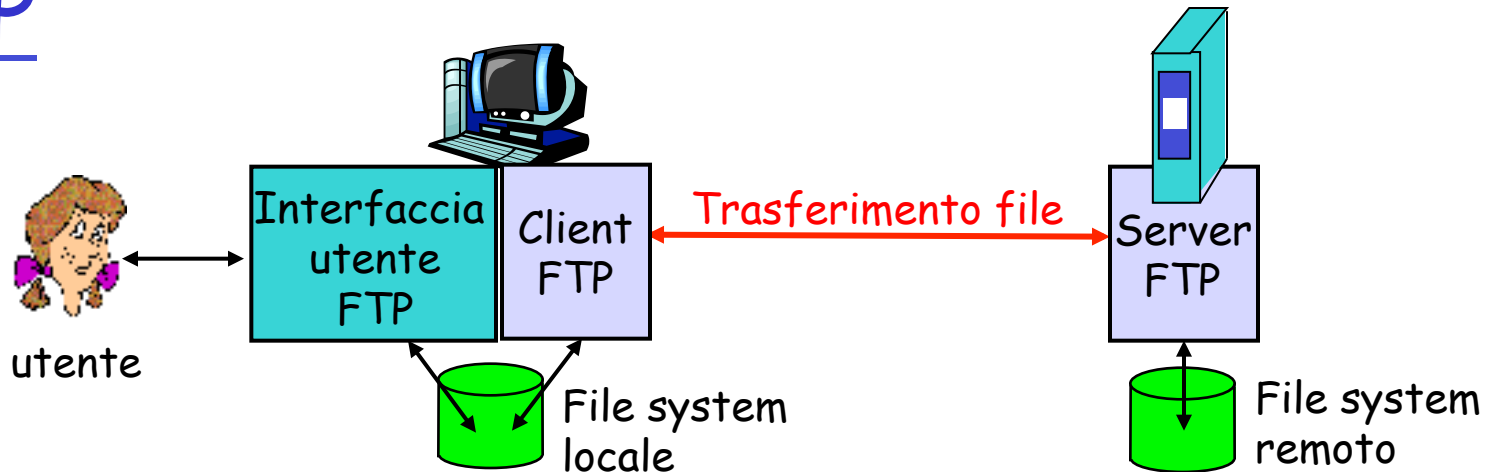 utente
Interfaccia
utente
FTP
Client
FTP
Trasferimento file
Server
FTP
File system
locale
File system
remoto